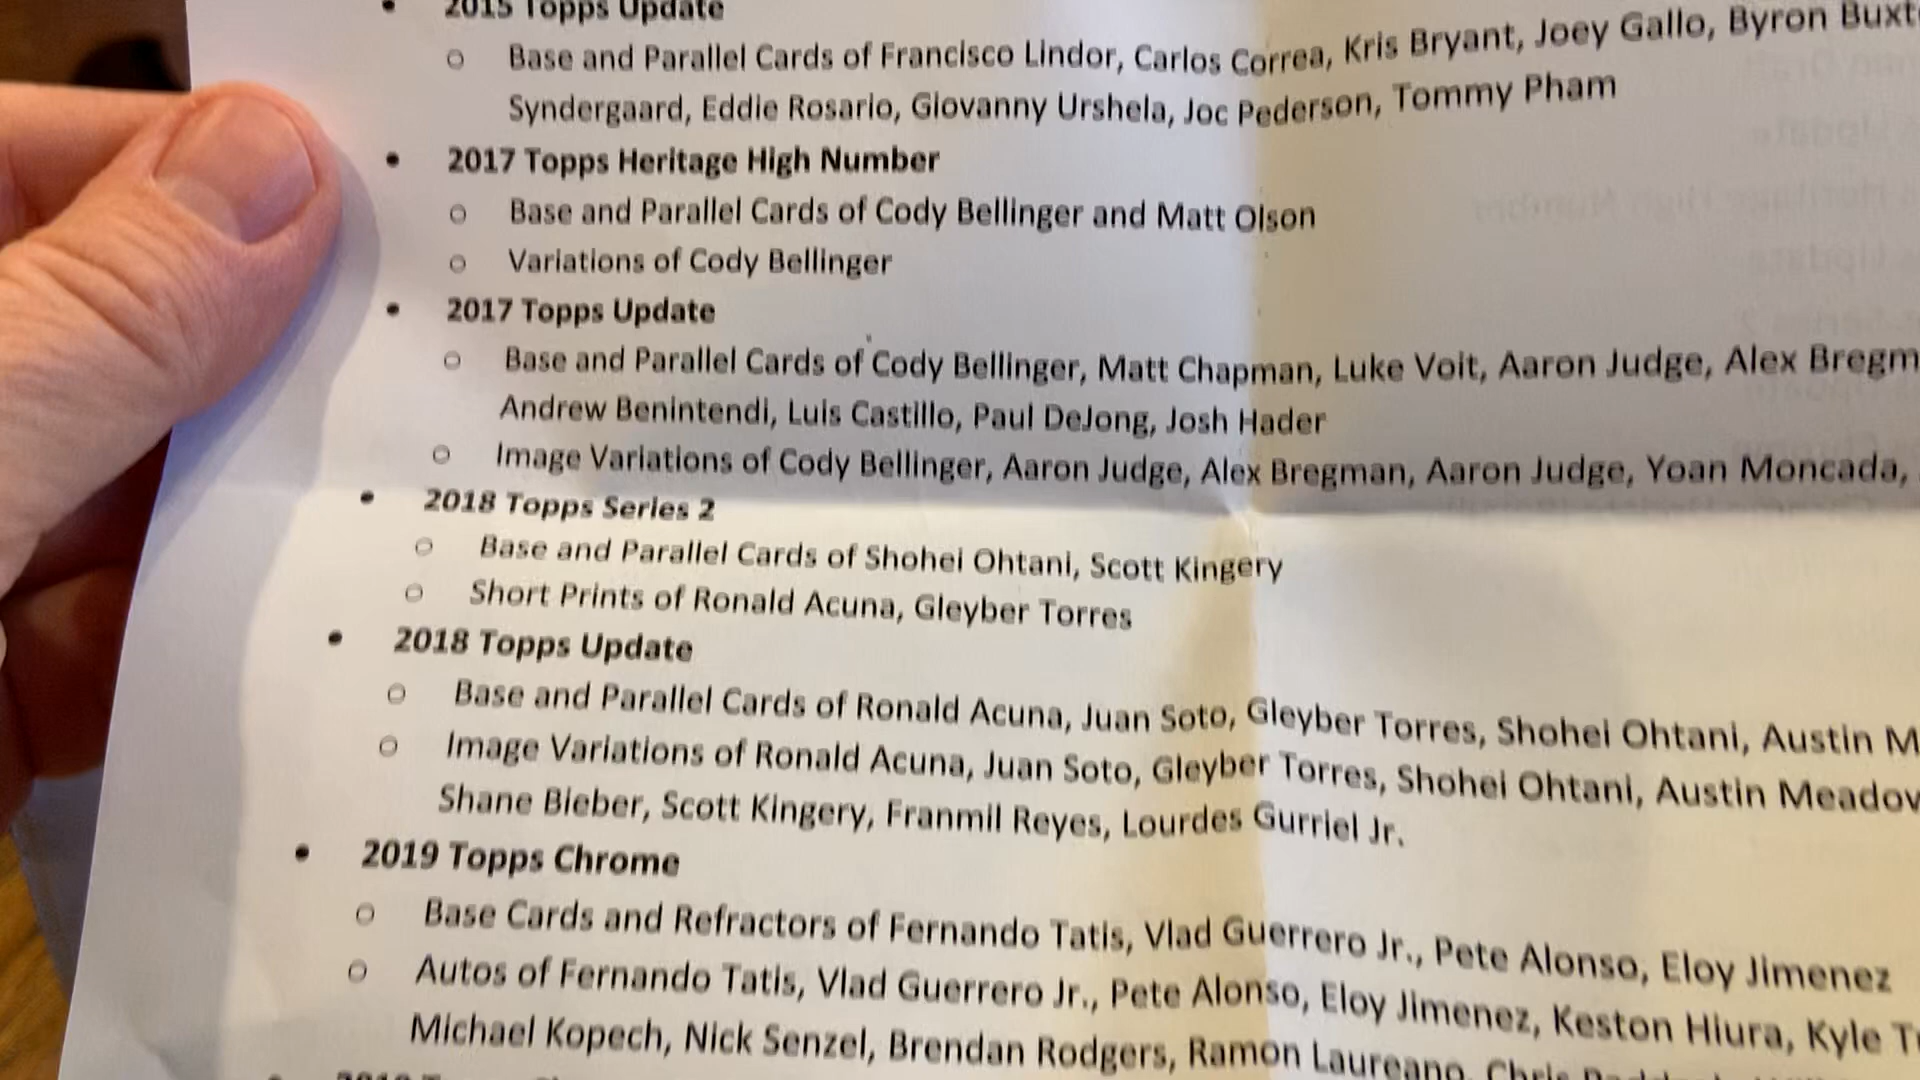 2015 Topps Update
Base and Parallel Cards of Francisco Lindor, Carlos Correa, Kris Bryant, Joey Gallo, Byron Buxt
Syndergaard, Eddie Rosario, Giovanny Urshela, Joc Pederson, Tommy Pham
2017 Topps Heritage High Number
Base and Parallel Cards of Cody Bellinger and Matt Olson
Variations of Cody Bellinger
2017 Topps Update
Base and Parallel Cards of Cody Bellinger, Matt Chapman, Luke Voit, Aaron Judge, Alex Bregm
Andrew Benintendi, Luis Castillo, Paul DeJong, Josh Hader
Image Variations of Cody Bellinger, Aaron Judge, Alex Bregman, Aaron Judge, Yoan Moncada,
2018 Topps Series 2
Base and Parallel Cards of Shohei Ohtani, Scott Kingery
Short Prints of Ronald Acuna, Gleyber Torres
2018 Topps Update
Base and Parallel Cards of Ronald Acuna, Juan Soto, Gleyber Torres, Shohei Ohtani, Austin M
Image Variations of Ronald Acuna, Juan Soto, Gleyber Torres, Shohei Ohtani, Austin Meadow
Shane Bieber, Scott Kingery, Franmil Reyes, Lourdes Gurriel Jr.
2019 Topps Chrome
Base Cards and Refractors of Fernando Tatis, Vlad Guerrero Jr., Pete Alonso, Eloy Jimenez
Autos of Fernando Tatis, Vlad Guerrero Jr., Pete Alonso, Eloy Jimenez, Keston Hiura, Kyle T
Michael Kopech, Nick Senzel, Brendan Rodgers, Ramon Laureano, Chris